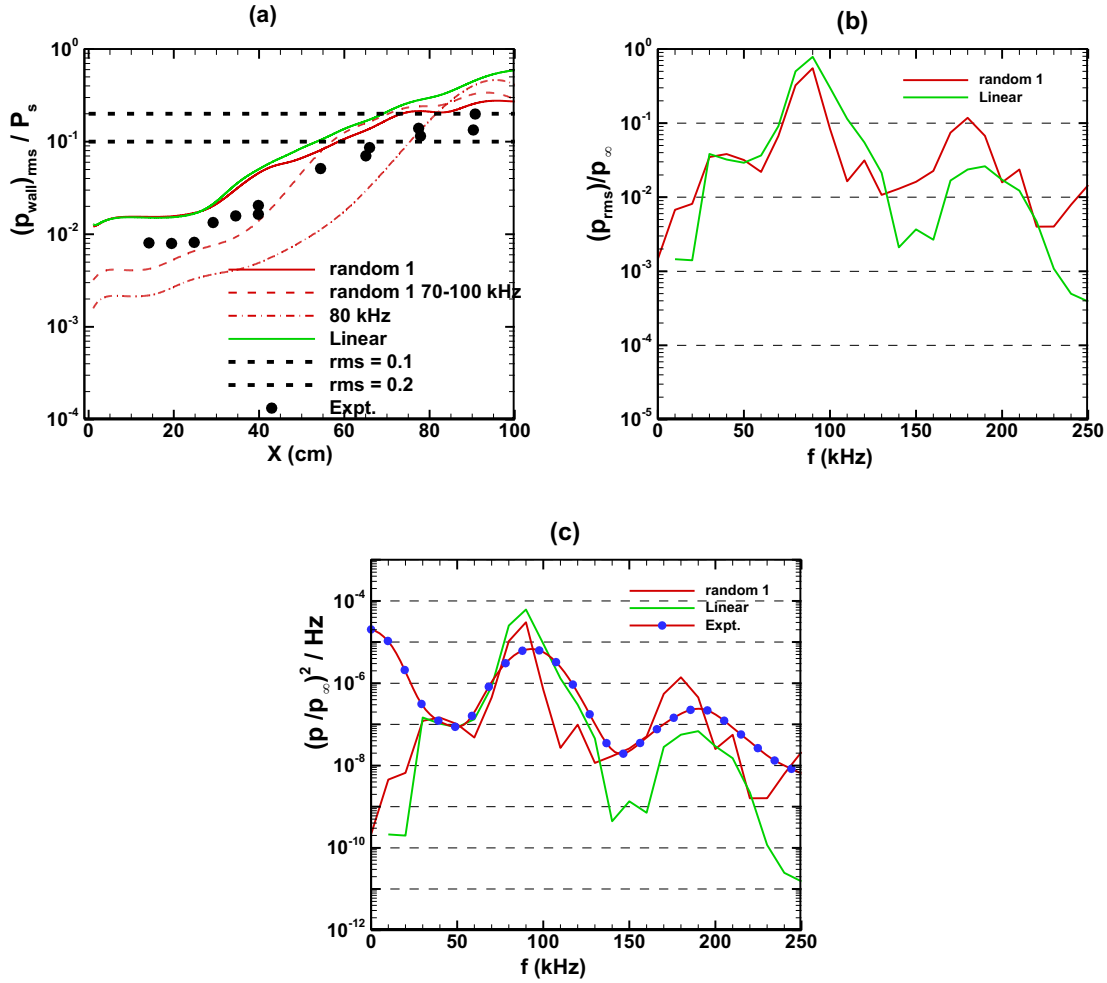 (a)
10^0
10^-1
10^-2
10^-3
10^-4
(p_wall)_rms / P_s
random 1
random 1 70-100 kHz
80 kHz
Linear
rms = 0.1
rms = 0.2
Expt.
0 20 40 60 80 100
X (cm)
(b)
10^0
10^-1
10^-2
10^-3
10^-4
10^-5
(p_rms)/p_∞
random 1
Linear
0 50 100 150 200 250
f (kHz)
(c)
10^-4
10^-6
10^-8
10^-10
10^-12
(p /p_∞)^2 / Hz
random 1
Linear
Expt.
0 50 100 150 200 250
f (kHz)